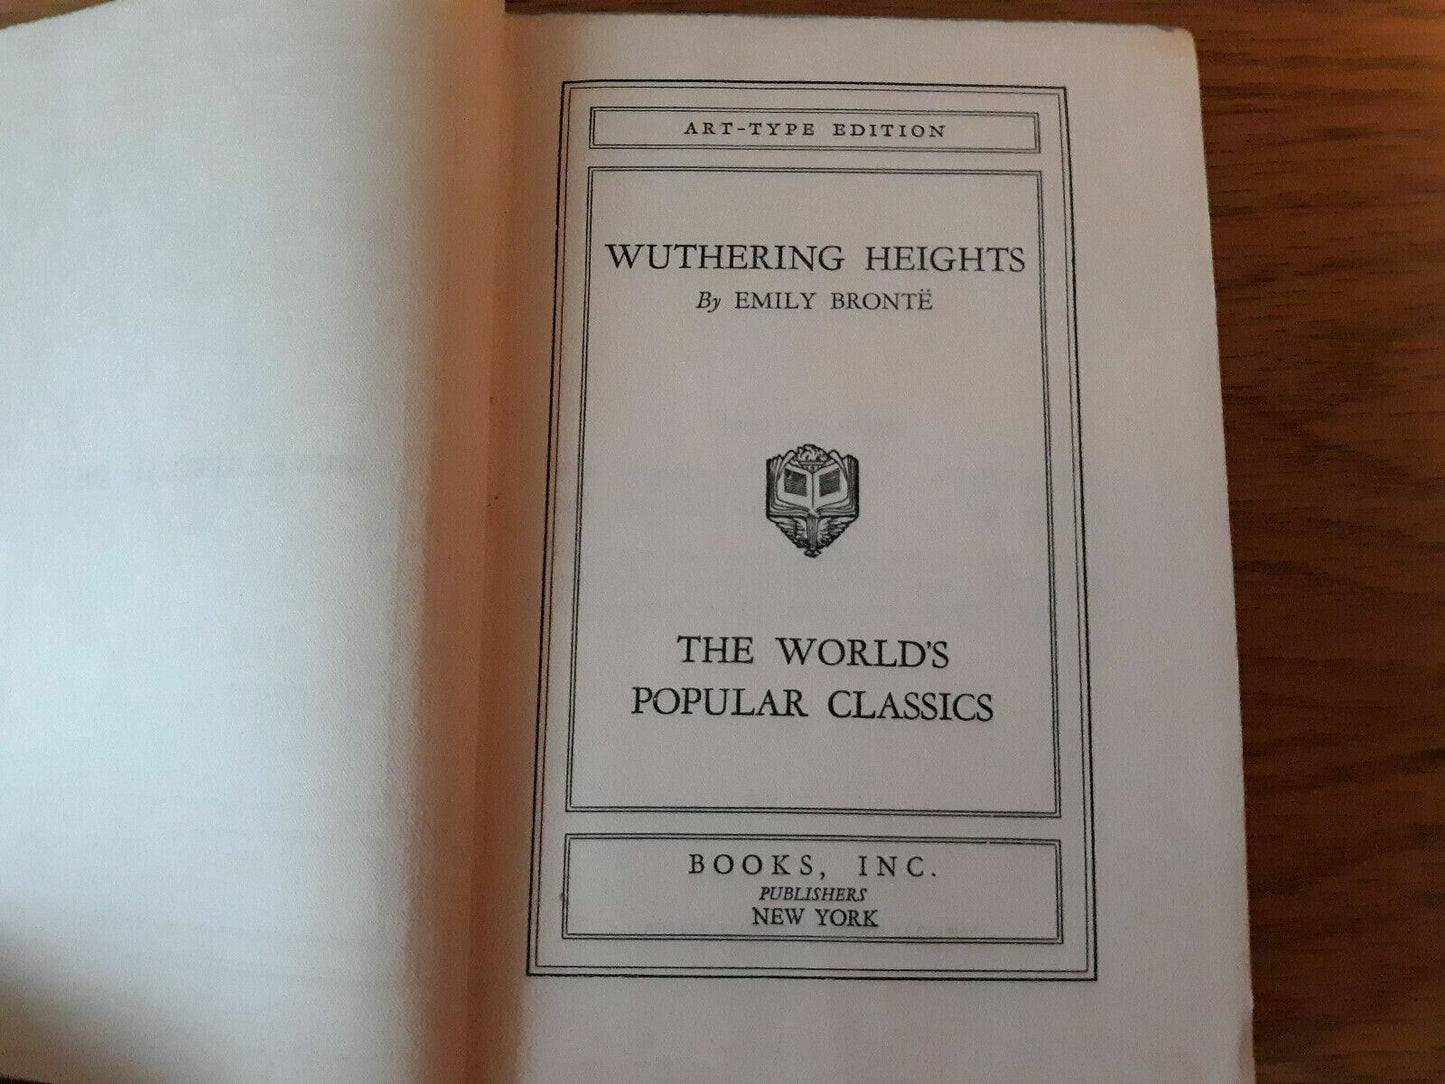 ART-TYPE EDITION
WUTHERING HEIGHTS
By EMILY BRONTË
THE WORLD'S
POPULAR CLASSICS
BOOKS, INC.
PUBLISHERS
NEW YORK